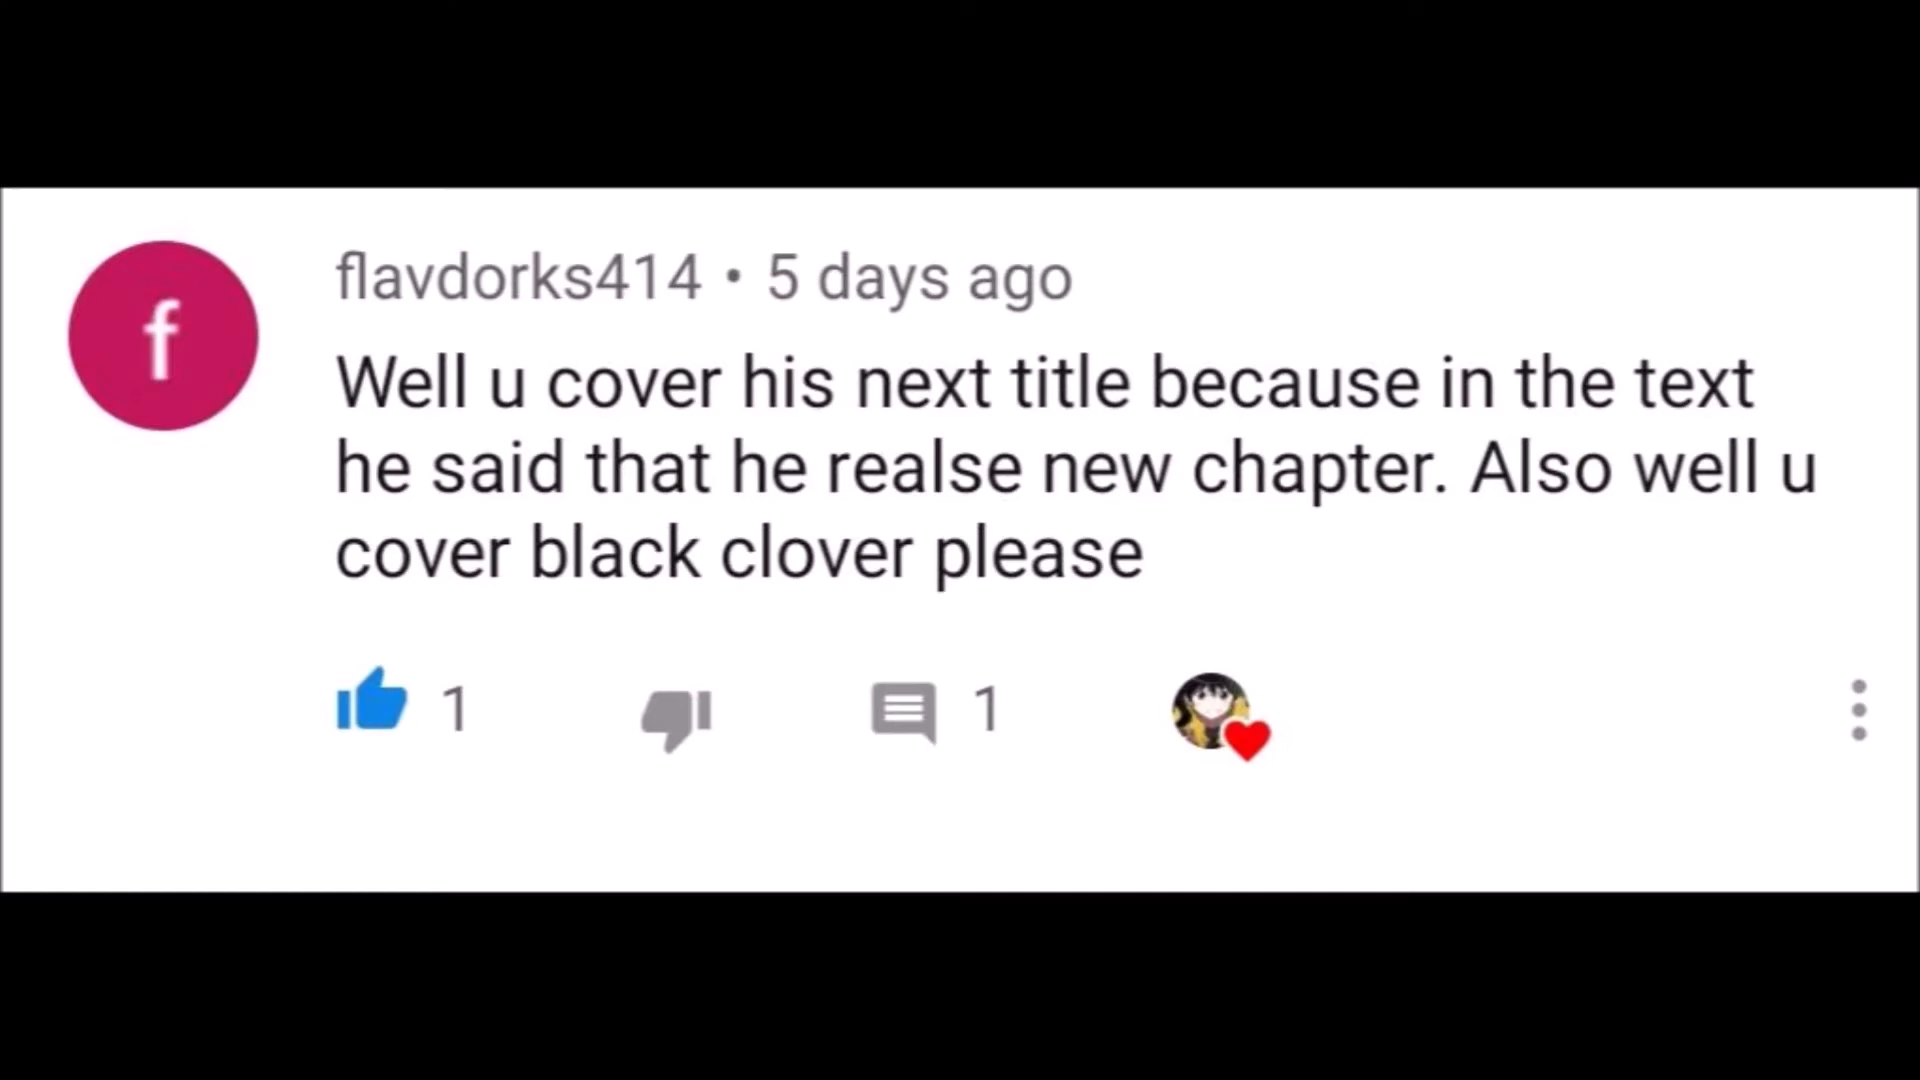 f
flavdorks414 • 5 days ago
Well u cover his next title because in the text
he said that he realse new chapter. Also well u
cover black clover please
1
1